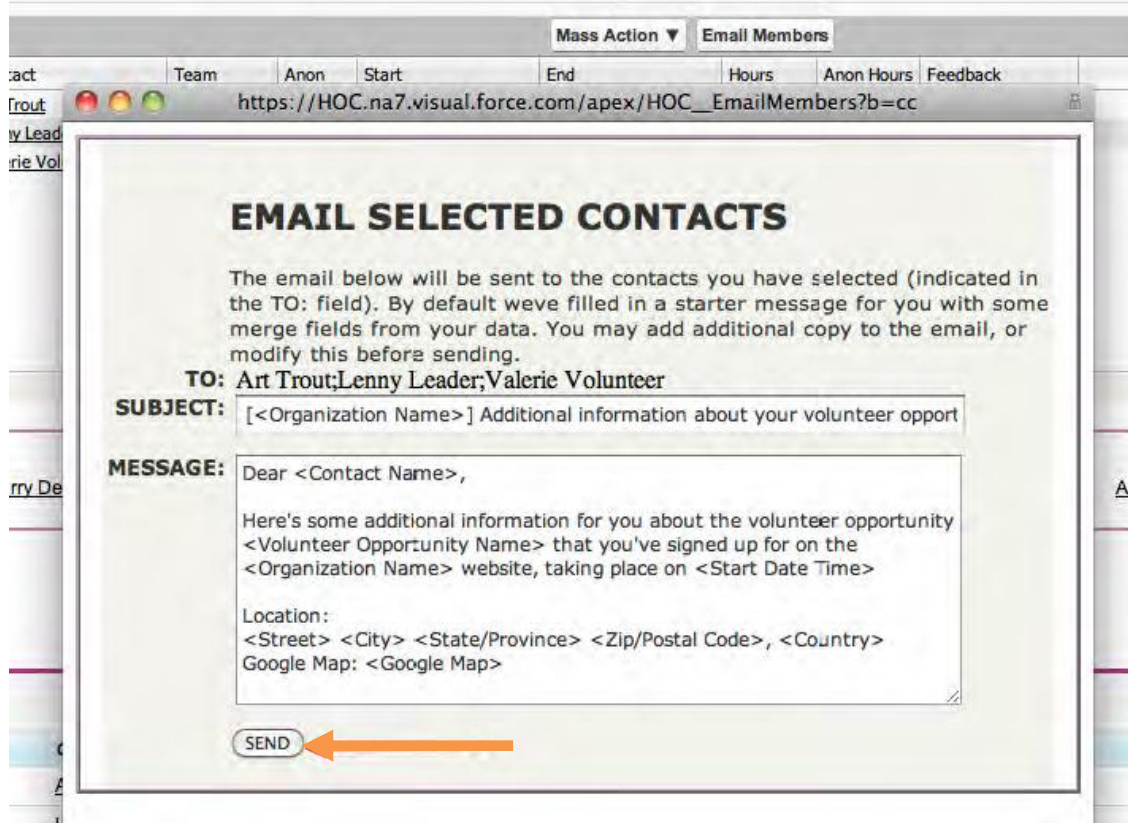 Mass Action ▼ Email Members
tact Team Anon Start End Hours Anon Hours Feedback
Trout
https://HOC.na7.visual.force.com/apex/HOC__EmailMembers?b=cc
ny Lead
rie Vol
EMAIL SELECTED CONTACTS
The email below will be sent to the contacts you have selected (indicated in
the TO: field). By default weve filled in a starter message for you with some
merge fields from your data. You may add additional copy to the email, or
modify this before sending.
TO: Art Trout;Lenny Leader;Valerie Volunteer
SUBJECT: [<Organization Name>] Additional information about your volunteer opport
MESSAGE: Dear <Contact Name>,
rry De
Here's some additional information for you about the volunteer opportunity
<Volunteer Opportunity Name> that you've signed up for on the
<Organization Name> website, taking place on <Start Date Time>
Location:
<Street> <City> <State/Province> <Zip/Postal Code>, <Country>
Google Map: <Google Map>
SEND